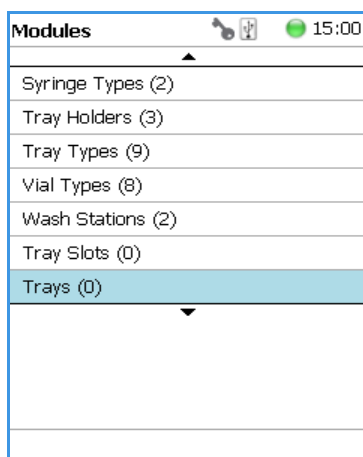 Modules 15:00
Syringe Types (2)
Tray Holders (3)
Tray Types (9)
Vial Types (8)
Wash Stations (2)
Tray Slots (0)
Trays (0)